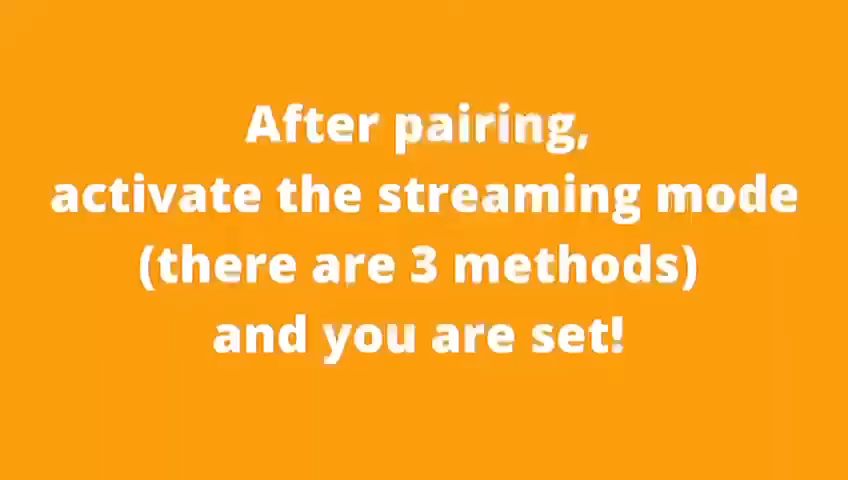 After pairing,
activate the streaming mode
(there are 3 methods)
and you are set!